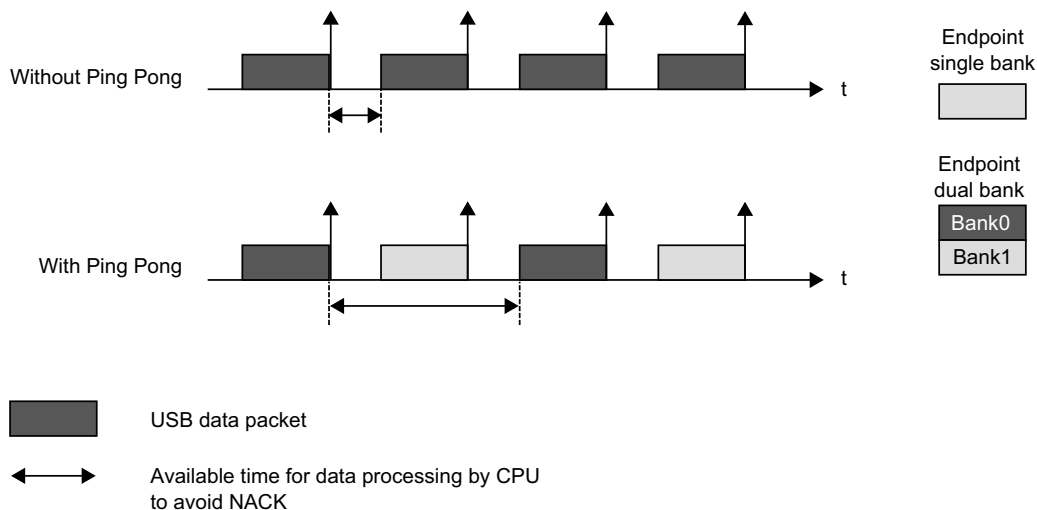 Without Ping Pong
t
Endpoint
single bank
Endpoint
dual bank
Bank0
Bank1
With Ping Pong
t
USB data packet
Available time for data processing by CPU
to avoid NACK